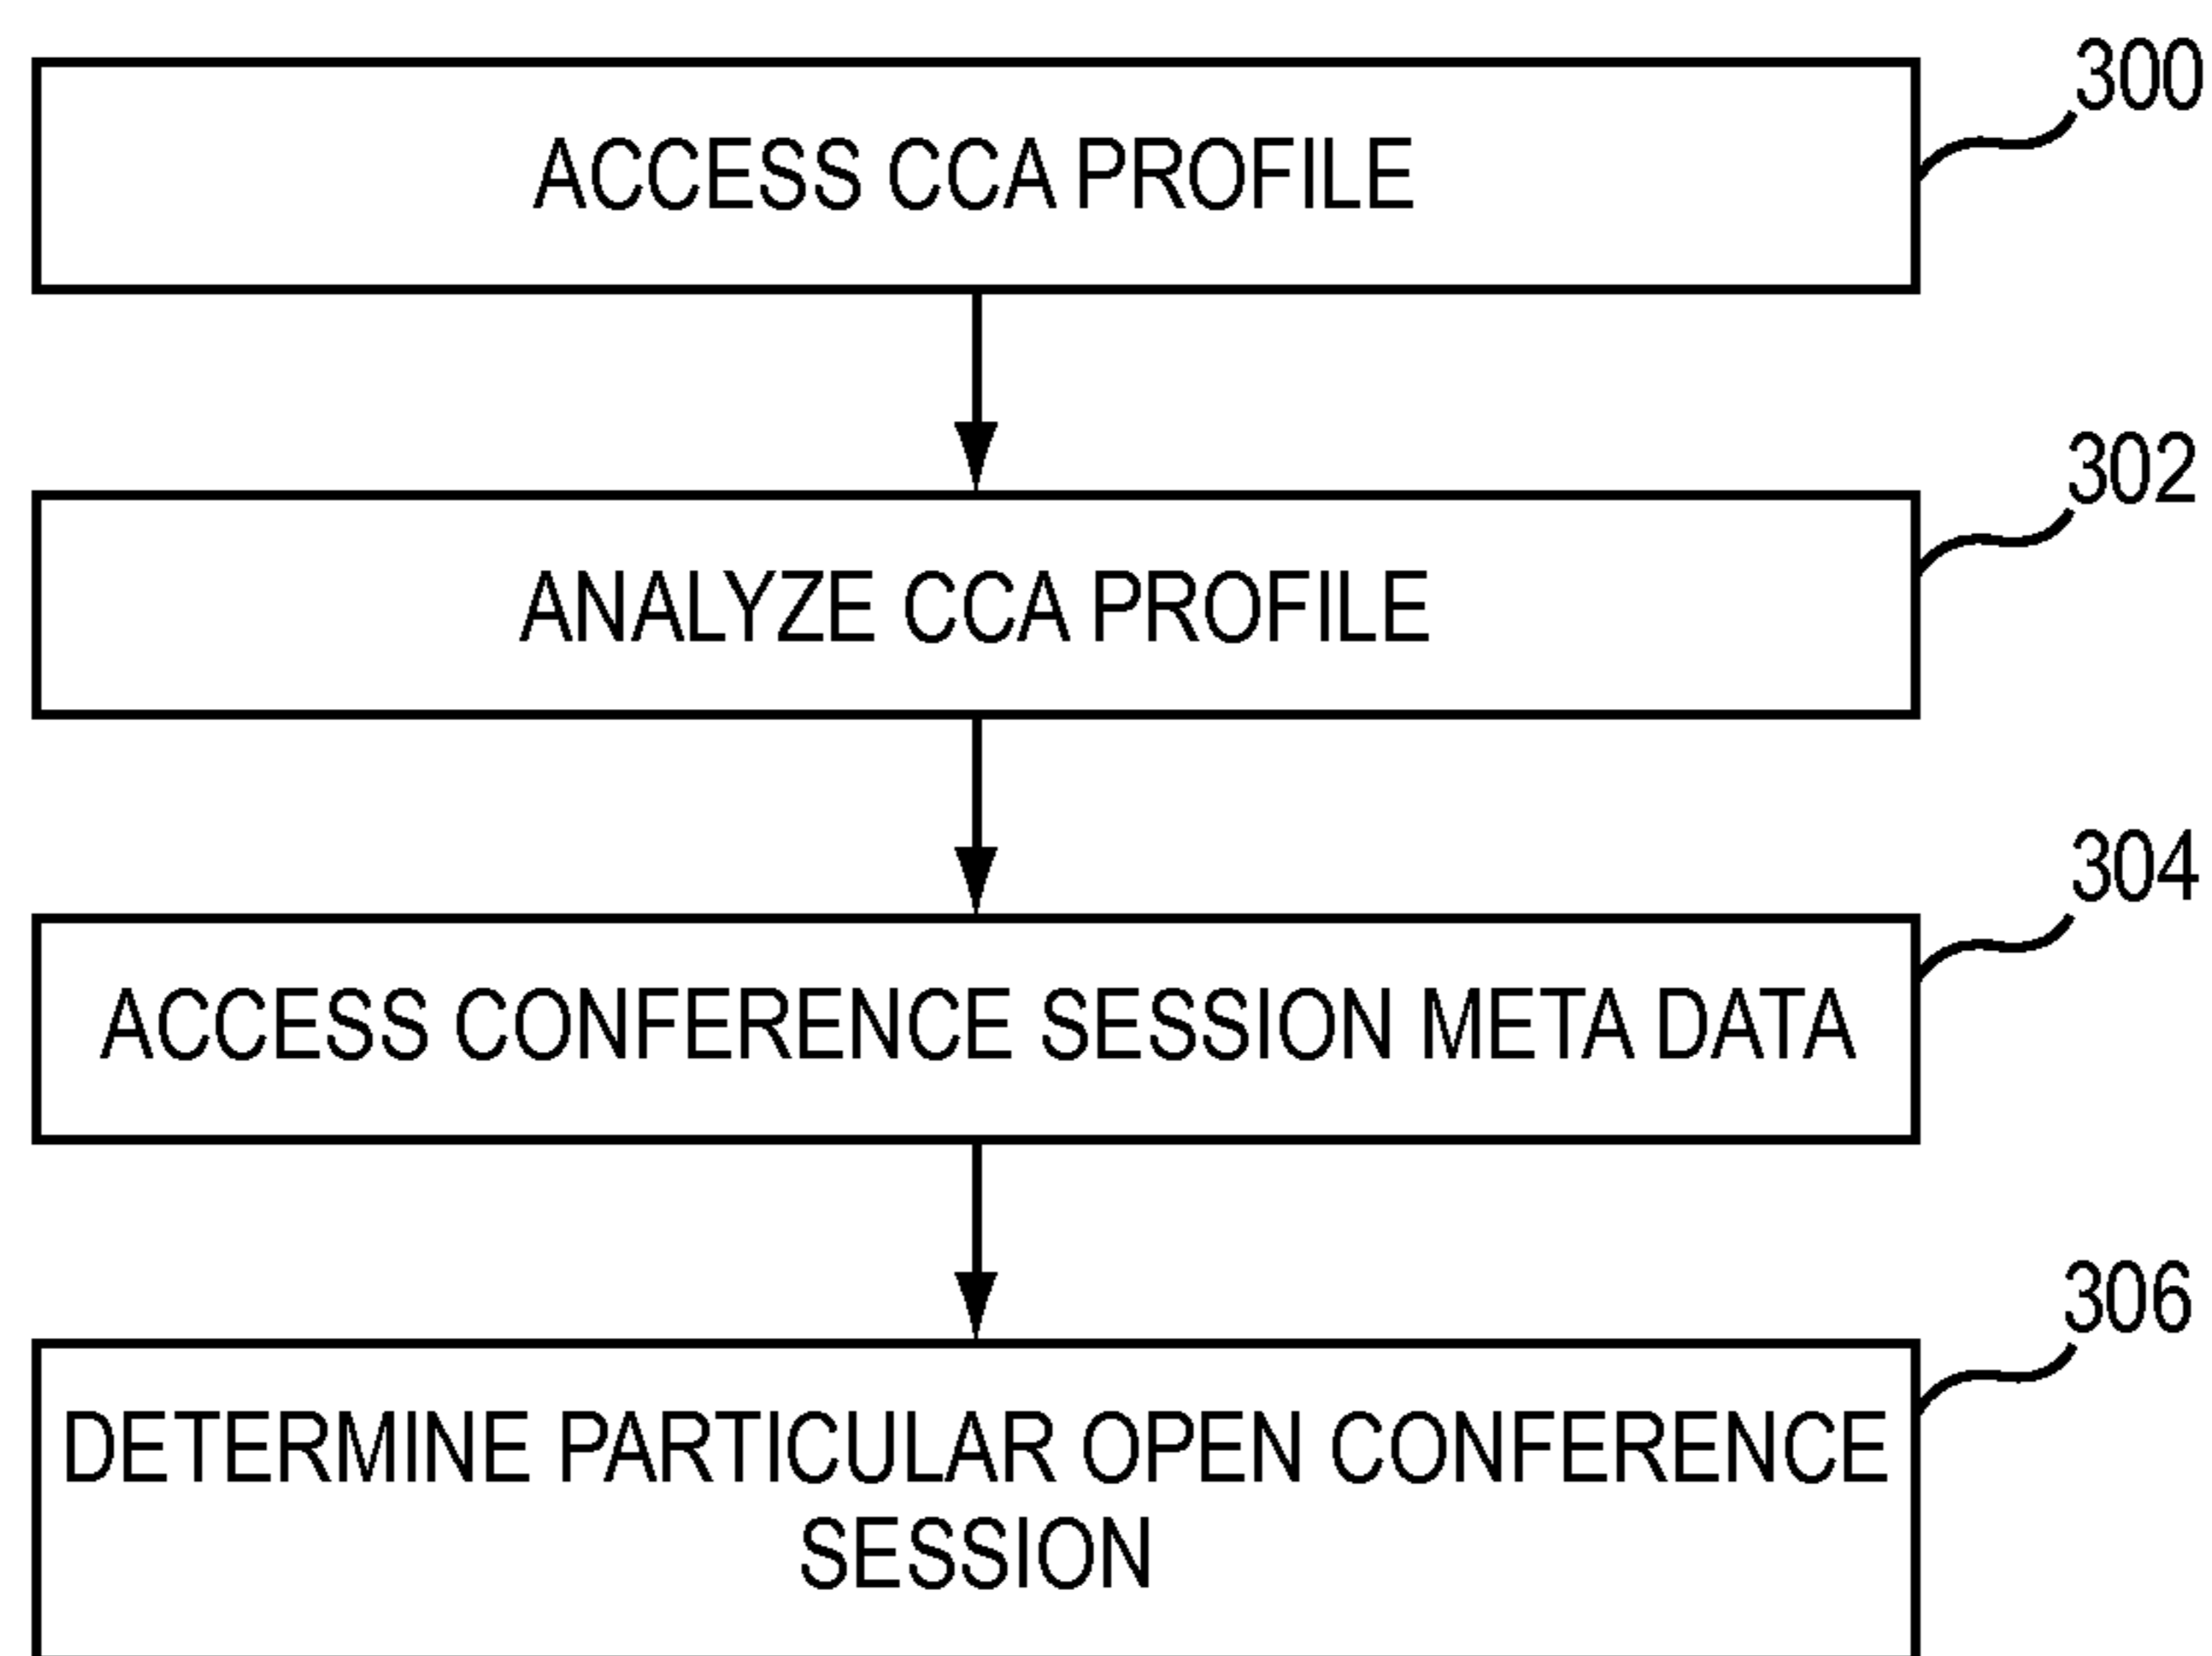 300
ACCESS CCA PROFILE
302
ANALYZE CCA PROFILE
304
ACCESS CONFERENCE SESSION META DATA
306
DETERMINE PARTICULAR OPEN CONFERENCE
SESSION